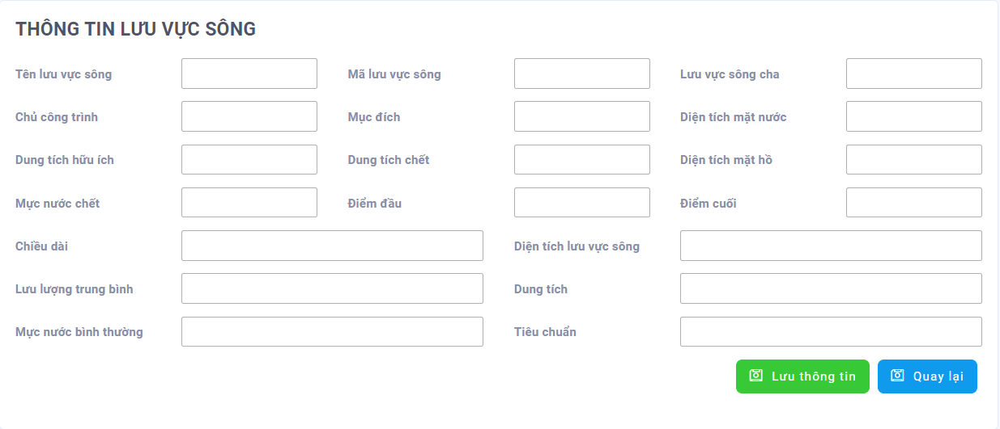 THÔNG TIN LƯU VỰC SÔNG
Tên lưu vực sông Mã lưu vực sông Lưu vực sông cha
Chủ công trình Mục đích Diện tích mặt nước
Dung tích hữu ích Dung tích chết Diện tích mặt hồ
Mực nước chết Điểm đầu Điểm cuối
Chiều dài Diện tích lưu vực sông
Lưu lượng trung bình Dung tích
Mực nước bình thường Tiêu chuẩn
Lưu thông tin Quay lại